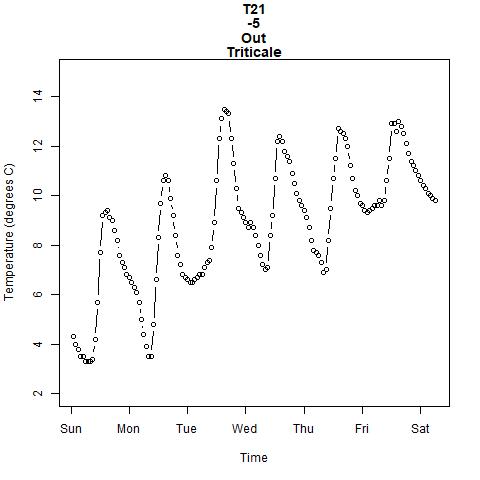 T21
-5
Out
Triticale
Temperature (degrees C)
14
12
10
8
6
4
2
Sun Mon Tue Wed Thu Fri Sat
Time